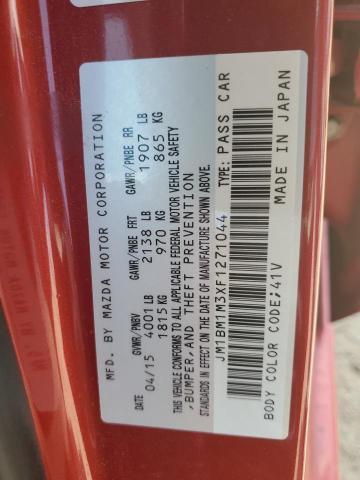 MFD. BY MAZDA MOTOR CORPORATION
GVWR/PNBV GAWR/PNBE FRT GAWR/PNBE RR
DATE 4001 LB 2138 LB 1907 LB
04/15 1815 KG 970 KG 865 KG
THIS VEHICLE CONFORMS TO ALL APPLICABLE FEDERAL MOTOR VEHICLE SAFETY
,BUMPER,AND THEFT PREVENTION
STANDARDS IN EFFECT ON THE DATE OF MANUFACTURE SHOWN ABOVE.
JM1BM1M3XF1271044 TYPE: PASS CAR
BODY COLOR CODE;41V MADE IN JAPAN